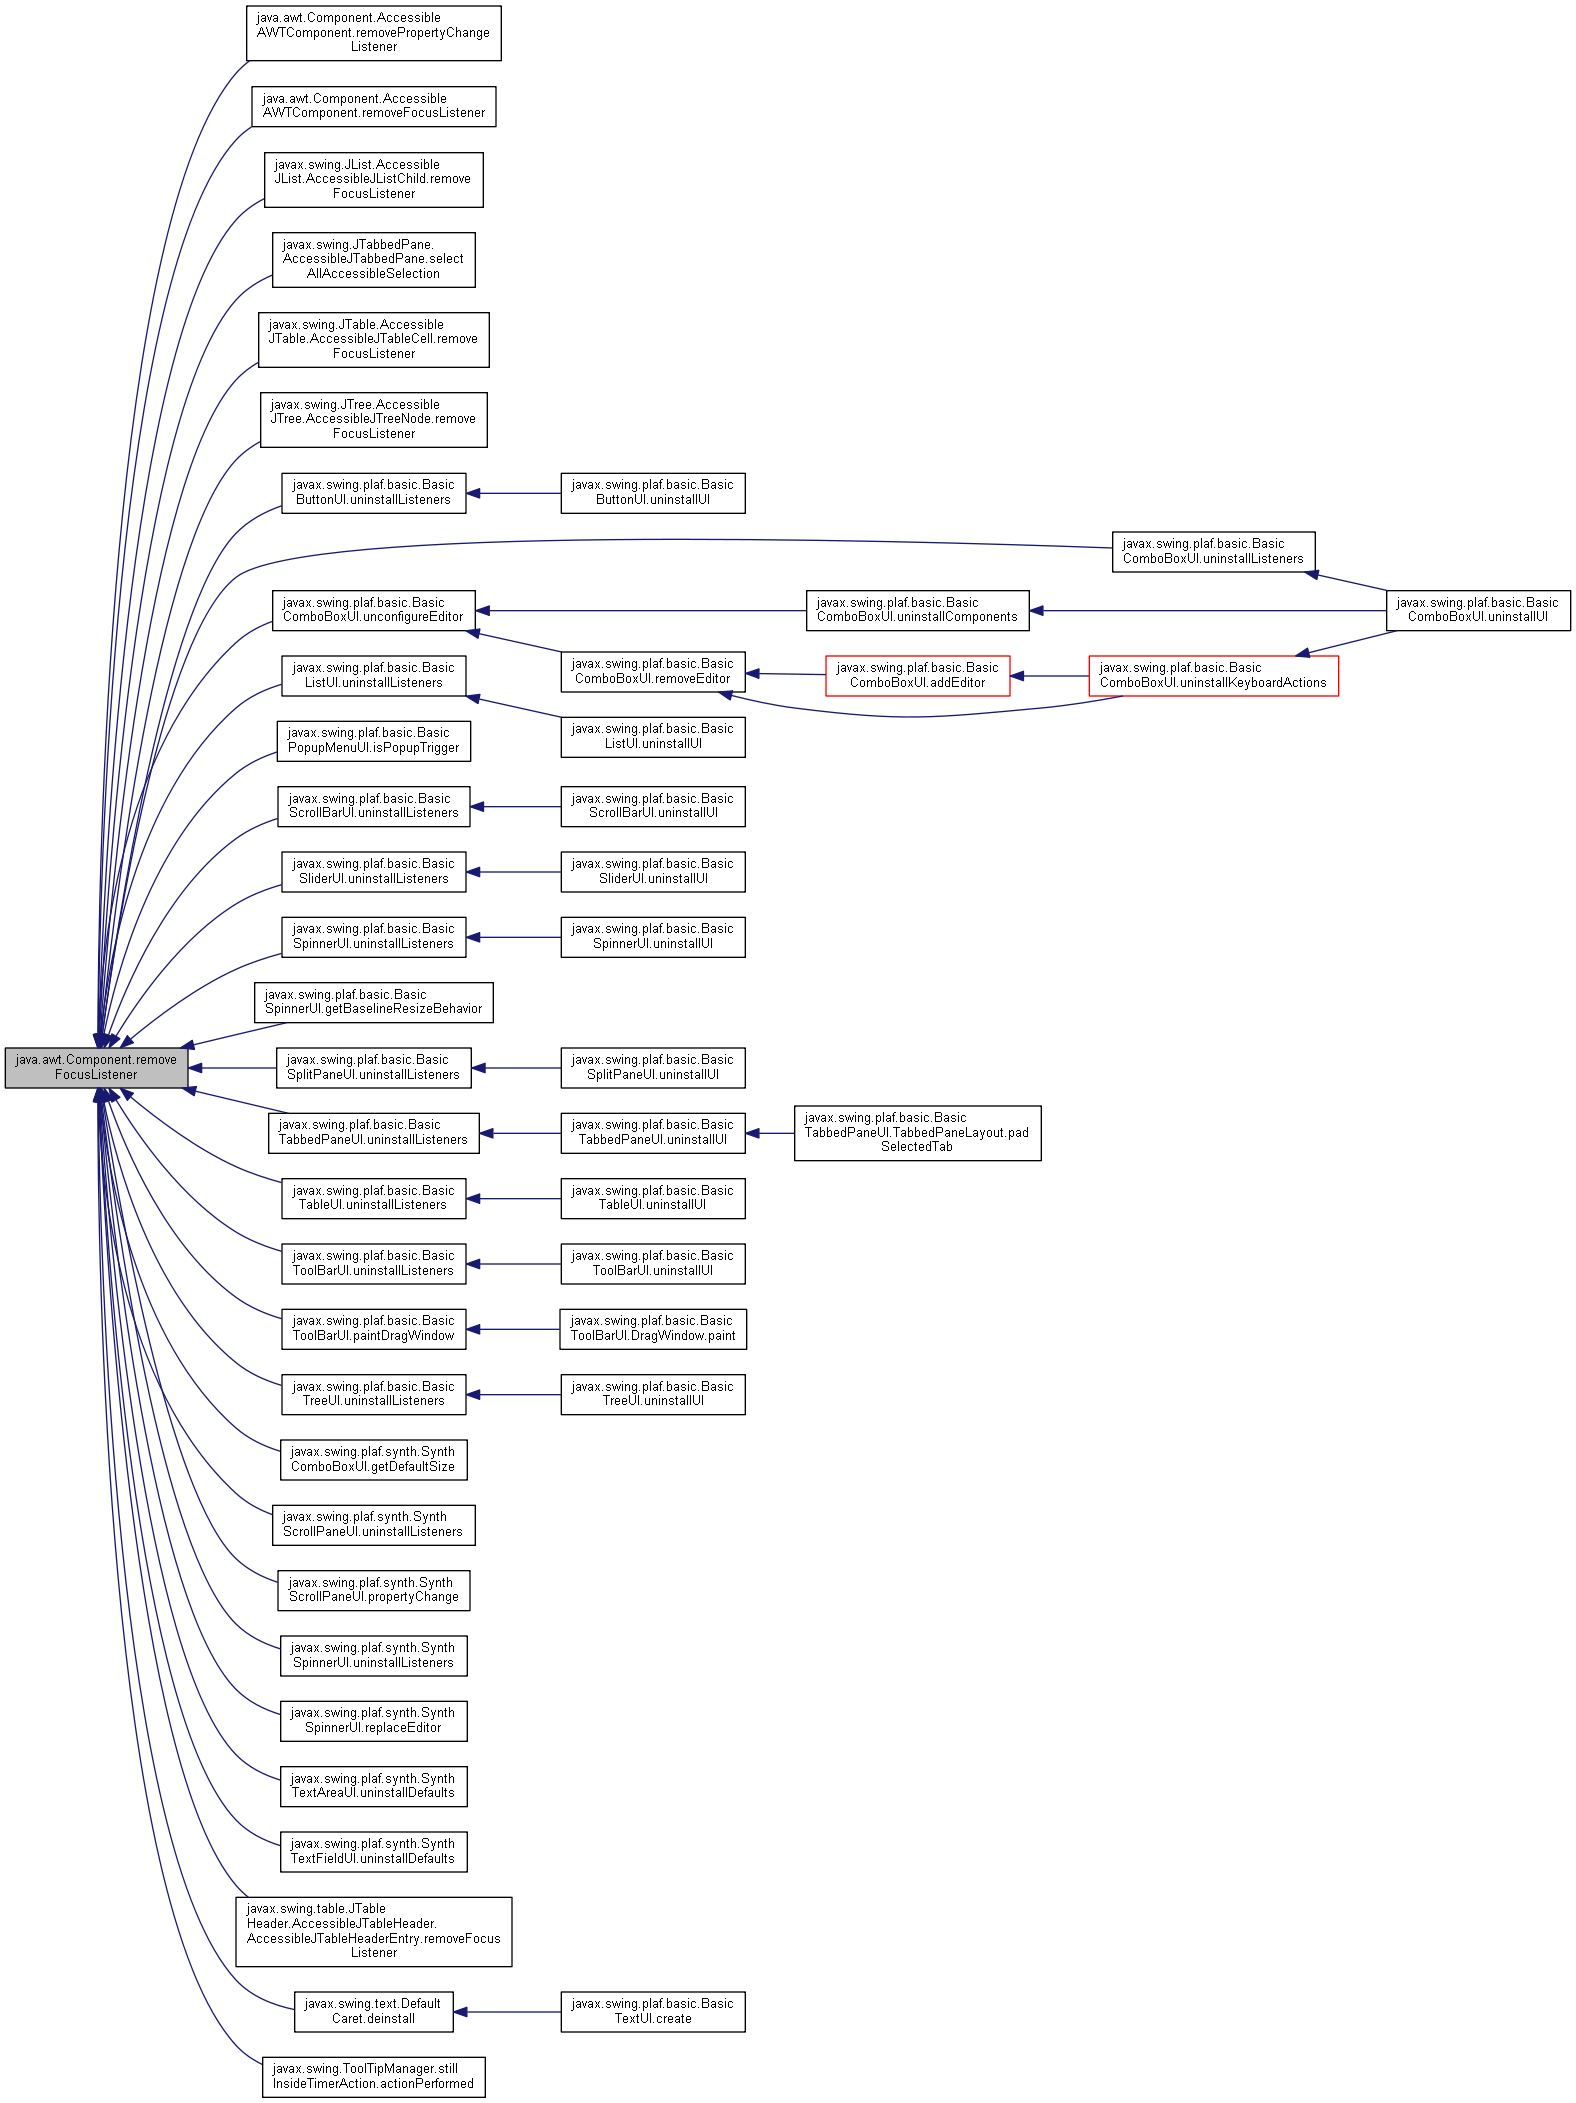 java.awt.Component.Accessible
AWTComponent.removePropertyChange
Listener
java.awt.Component.Accessible
AWTComponent.removeFocusListener
javax.swing.JList.Accessible
JList.AccessibleJListChild.remove
FocusListener
javax.swing.JTabbedPane.
AccessibleJTabbedPane.select
AllAccessibleSelection
javax.swing.JTable.Accessible
JTable.AccessibleJTableCell.remove
FocusListener
javax.swing.JTree.Accessible
JTree.AccessibleJTreeNode.remove
FocusListener
javax.swing.plaf.basic.Basic
ButtonUI.uninstallListeners
javax.swing.plaf.basic.Basic
ButtonUI.uninstallUI
javax.swing.plaf.basic.Basic
ComboBoxUI.uninstallListeners
javax.swing.plaf.basic.Basic
ComboBoxUI.unconfigureEditor
javax.swing.plaf.basic.Basic
ComboBoxUI.uninstallComponents
javax.swing.plaf.basic.Basic
ComboBoxUI.uninstallUI
javax.swing.plaf.basic.Basic
ListUI.uninstallListeners
javax.swing.plaf.basic.Basic
ComboBoxUI.removeEditor
javax.swing.plaf.basic.Basic
ComboBoxUI.addEditor
javax.swing.plaf.basic.Basic
ComboBoxUI.uninstallKeyboardActions
javax.swing.plaf.basic.Basic
PopupMenuUI.isPopupTrigger
javax.swing.plaf.basic.Basic
ListUI.uninstallUI
javax.swing.plaf.basic.Basic
ScrollBarUI.uninstallListeners
javax.swing.plaf.basic.Basic
ScrollBarUI.uninstallUI
javax.swing.plaf.basic.Basic
SliderUI.uninstallListeners
javax.swing.plaf.basic.Basic
SliderUI.uninstallUI
javax.swing.plaf.basic.Basic
SpinnerUI.uninstallListeners
javax.swing.plaf.basic.Basic
SpinnerUI.uninstallUI
javax.swing.plaf.basic.Basic
SpinnerUI.getBaselineResizeBehavior
java.awt.Component.remove
FocusListener
javax.swing.plaf.basic.Basic
SplitPaneUI.uninstallListeners
javax.swing.plaf.basic.Basic
SplitPaneUI.uninstallUI
javax.swing.plaf.basic.Basic
TabbedPaneUI.uninstallListeners
javax.swing.plaf.basic.Basic
TabbedPaneUI.uninstallUI
javax.swing.plaf.basic.Basic
TabbedPaneUI.TabbedPaneLayout.pad
SelectedTab
javax.swing.plaf.basic.Basic
TableUI.uninstallListeners
javax.swing.plaf.basic.Basic
TableUI.uninstallUI
javax.swing.plaf.basic.Basic
ToolBarUI.uninstallListeners
javax.swing.plaf.basic.Basic
ToolBarUI.uninstallUI
javax.swing.plaf.basic.Basic
ToolBarUI.paintDragWindow
javax.swing.plaf.basic.Basic
ToolBarUI.DragWindow.paint
javax.swing.plaf.basic.Basic
TreeUI.uninstallListeners
javax.swing.plaf.basic.Basic
TreeUI.uninstallUI
javax.swing.plaf.synth.Synth
ComboBoxUI.getDefaultSize
javax.swing.plaf.synth.Synth
ScrollPaneUI.uninstallListeners
javax.swing.plaf.synth.Synth
ScrollPaneUI.propertyChange
javax.swing.plaf.synth.Synth
SpinnerUI.uninstallListeners
javax.swing.plaf.synth.Synth
SpinnerUI.replaceEditor
javax.swing.plaf.synth.Synth
TextAreaUI.uninstallDefaults
javax.swing.plaf.synth.Synth
TextFieldUI.uninstallDefaults
javax.swing.table.JTable
Header.AccessibleJTableHeader.
AccessibleJTableHeaderEntry.removeFocus
Listener
javax.swing.text.Default
Caret.deinstall
javax.swing.plaf.basic.Basic
TextUI.create
javax.swing.ToolTipManager.still
InsideTimerAction.actionPerformed